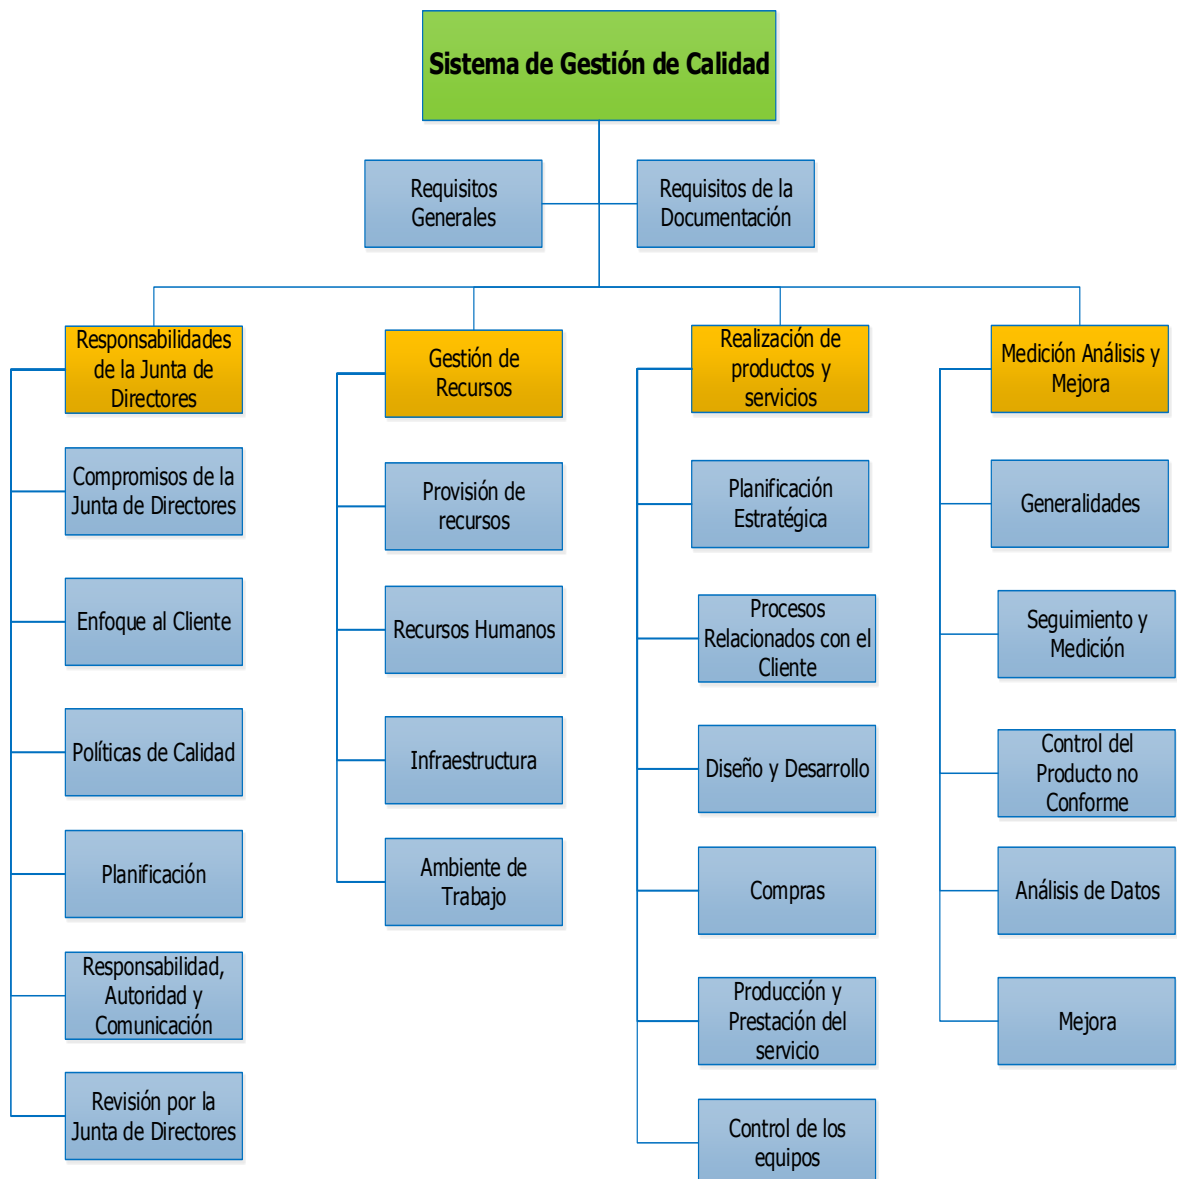 Sistema de Gestión de Calidad
Requisitos
Generales
Requisitos de la
Documentación
Responsabilidades
de la Junta de
Directores
Compromisos de la
Junta de Directores
Enfoque al Cliente
Políticas de Calidad
Planificación
Responsabilidad,
Autoridad y
Comunicación
Revisión por la
Junta de Directores
Gestión de
Recursos
Provisión de
recursos
Recursos Humanos
Infraestructura
Ambiente de
Trabajo
Realización de
productos y
servicios
Planificación
Estratégica
Procesos
Relacionados con el
Cliente
Diseño y Desarrollo
Compras
Producción y
Prestación del
servicio
Control de los
equipos
Medición Análisis y
Mejora
Generalidades
Seguimiento y
Medición
Control del
Producto no
Conforme
Análisis de Datos
Mejora